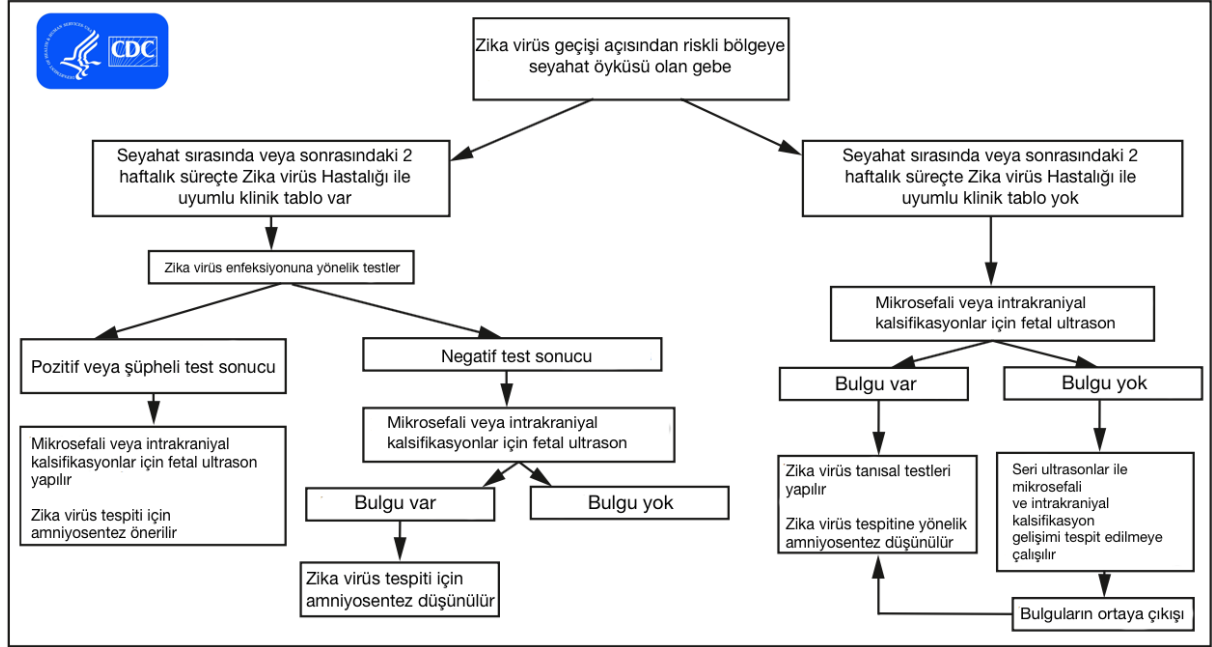 CDC
Zika virüs geçişi açısından riskli bölgeye
seyahat öyküsü olan gebe
Seyahat sırasında veya sonrasındaki 2
haftalık süreçte Zika virüs Hastalığı ile
uyumlu klinik tablo var
Seyahat sırasında veya sonrasındaki 2
haftalık süreçte Zika virüs Hastalığı ile
uyumlu klinik tablo yok
Zika virüs enfeksiyonuna yönelik testler
Mikrosefali veya intrakraniyal
kalsifikasyonlar için fetal ultrason
Pozitif veya şüpheli test sonucu
Negatif test sonucu
Bulgu var
Bulgu yok
Mikrosefali veya intrakraniyal
kalsifikasyonlar için fetal ultrason
yapılır
Zika virüs tespiti için
amniyosentez önerilir
Mikrosefali veya intrakraniyal
kalsifikasyonlar için fetal ultrason
Bulgu var
Bulgu yok
Zika virüs tespiti için
amniyosentez düşünülür
Zika virüs tanısal testleri
yapılır
Zika virüs tespitine yönelik
amniyosentez düşünülür
Seri ultrasonlar ile
mikrosefali
ve intrakraniyal
kalsifikasyon
gelişimi tespit edilmeye
çalışılır
Bulguların ortaya çıkışı